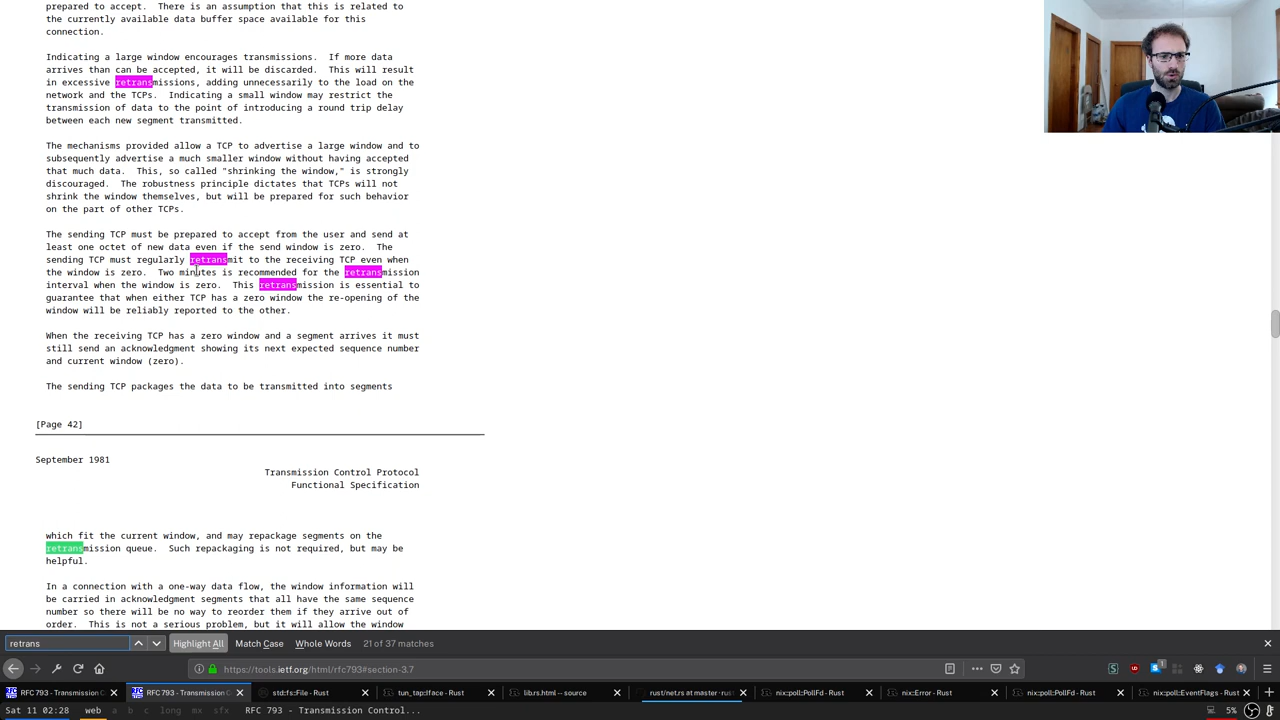 prepared to accept.  There is an assumption that this is related to
the currently available data buffer space available for this
connection.
Indicating a large window encourages transmissions.  If more data
arrives than can be accepted, it will be discarded.  This will result
in excessive retransmissions, adding unnecessarily to the load on the
network and the TCPs.  Indicating a small window may restrict the
transmission of data to the point of introducing a round trip delay
between each new segment transmitted.
The mechanisms provided allow a TCP to advertise a large window and to
subsequently advertise a much smaller window without having accepted
that much data.  This, so called "shrinking the window," is strongly
discouraged.  The robustness principle dictates that TCPs will not
shrink the window themselves, but will be prepared for such behavior
on the part of other TCPs.
The sending TCP must be prepared to accept from the user and send at
least one octet of new data even if the send window is zero.  The
sending TCP must regularly retransmit to the receiving TCP even when
the window is zero.  Two minutes is recommended for the retransmission
interval when the window is zero.  This retransmission is essential to
guarantee that when either TCP has a zero window the re-opening of the
window will be reliably reported to the other.
When the receiving TCP has a zero window and a segment arrives it must
still send an acknowledgment showing its next expected sequence number
and current window (zero).
The sending TCP packages the data to be transmitted into segments
[Page 42]
September 1981
Transmission Control Protocol
Functional Specification
which fit the current window, and may repackage segments on the
retransmission queue.  Such repackaging is not required, but may be
helpful.
In a connection with a one-way data flow, the window information will
be carried in acknowledgment segments that all have the same sequence
number so there will be no way to reorder them if they arrive out of
order.  This is not a serious problem, but it will allow the window
retrans Highlight All Match Case Whole Words 21 of 37 matches
https://tools.ietf.org/html/rfc793#section-3.7
RFC 793 - Transmission C RFC 793 - Transmission C std::fs::File - Rust tun_tap::Iface - Rust lib.rs.html -- source rust/net.rs at master · rus nix::poll::PollFd - Rust nix::Error - Rust nix::poll::PollFd - Rust nix::poll::EventFlags - Rust
Sat 11 02:28 web a b c long mx sfx RFC 793 - Transmission Control... 5%